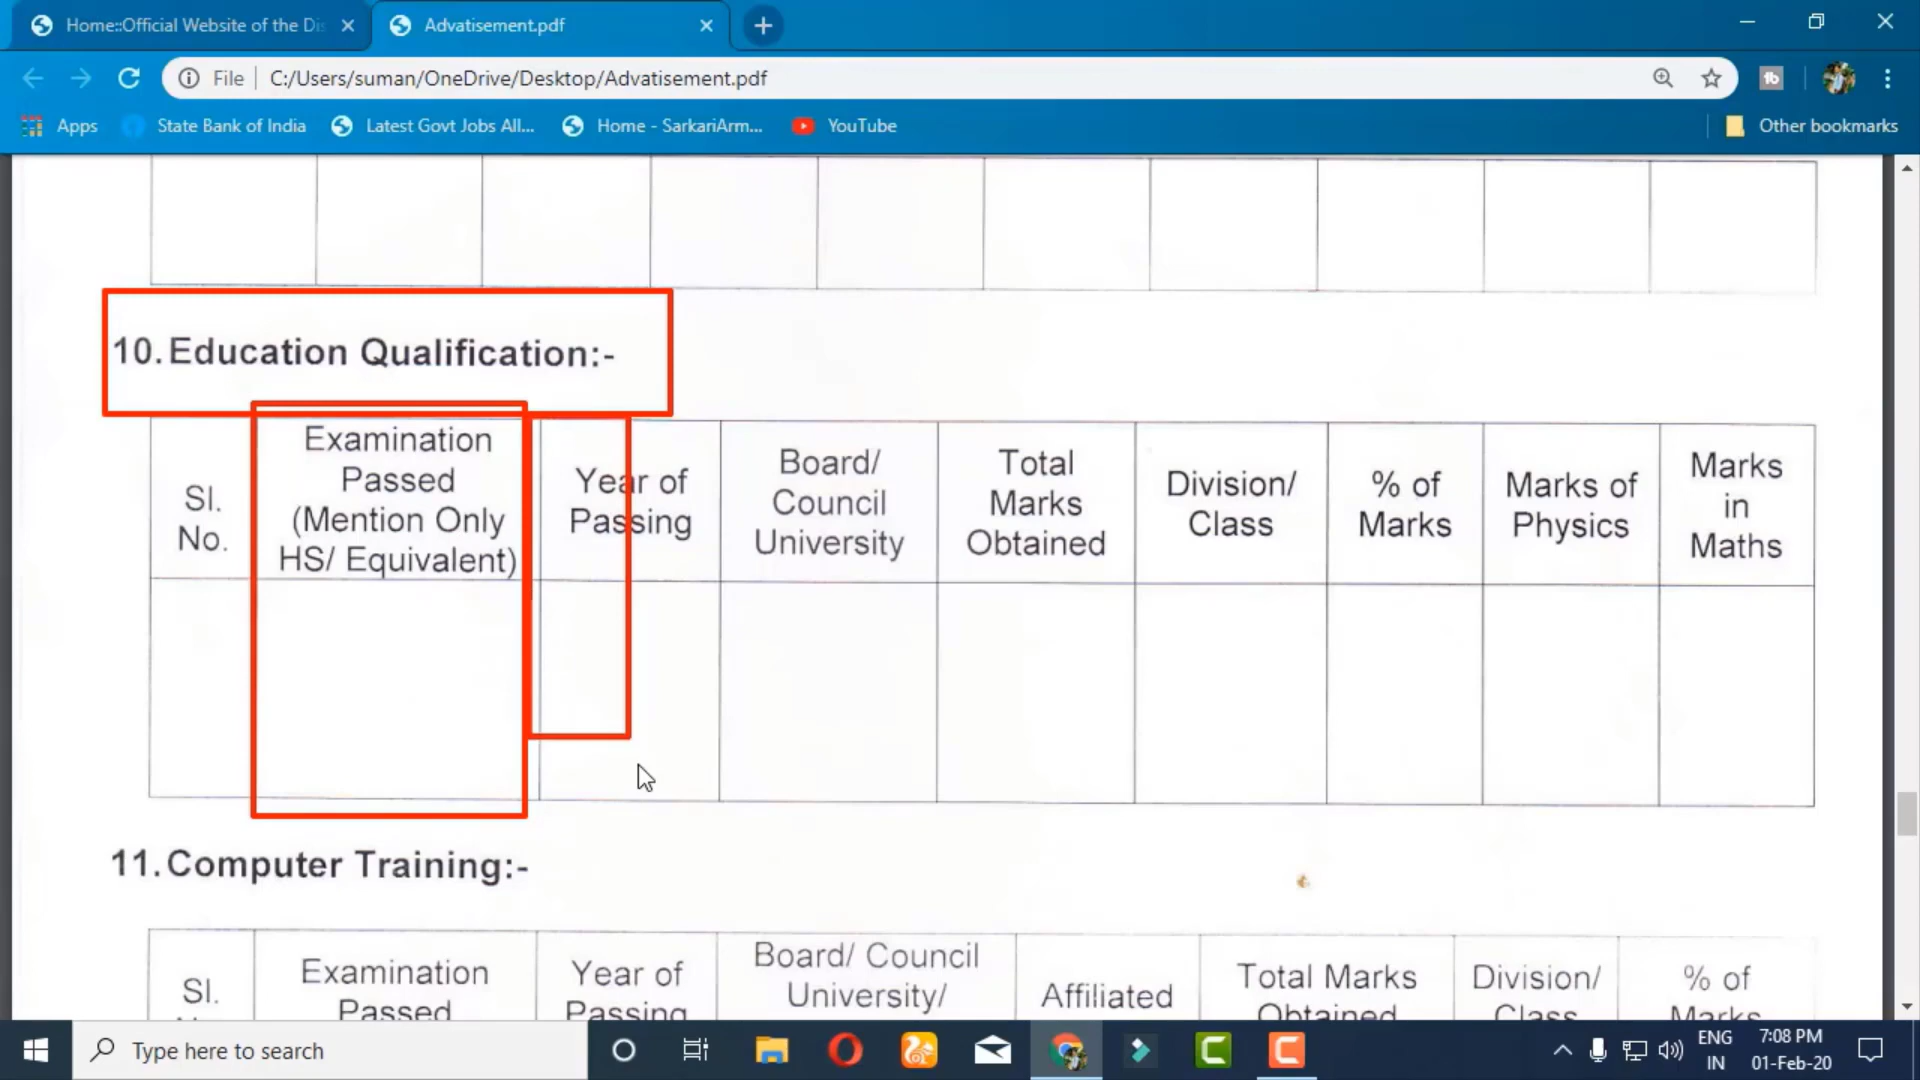 Home::Official Website of the Dis
Advatisement.pdf
File
C:/Users/suman/OneDrive/Desktop/Advatisement.pdf
Apps
State Bank of India
Latest Govt Jobs All...
Home - SarkariArm...
YouTube
Other bookmarks
10. Education Qualification:-
Sl.
No.
Examination
Passed
(Mention Only
HS/ Equivalent)
Year of
Passing
Board/
Council
University
Total
Marks
Obtained
Division/
Class
% of
Marks
Marks of
Physics
Marks
in
Maths
11. Computer Training:-
Sl.
Examination
Passed
Year of
Passing
Board/ Council
University/
Affiliated
Total Marks
Obtained
Division/
Class
% of
Marks
Type here to search
ENG
IN
7:08 PM
01-Feb-20